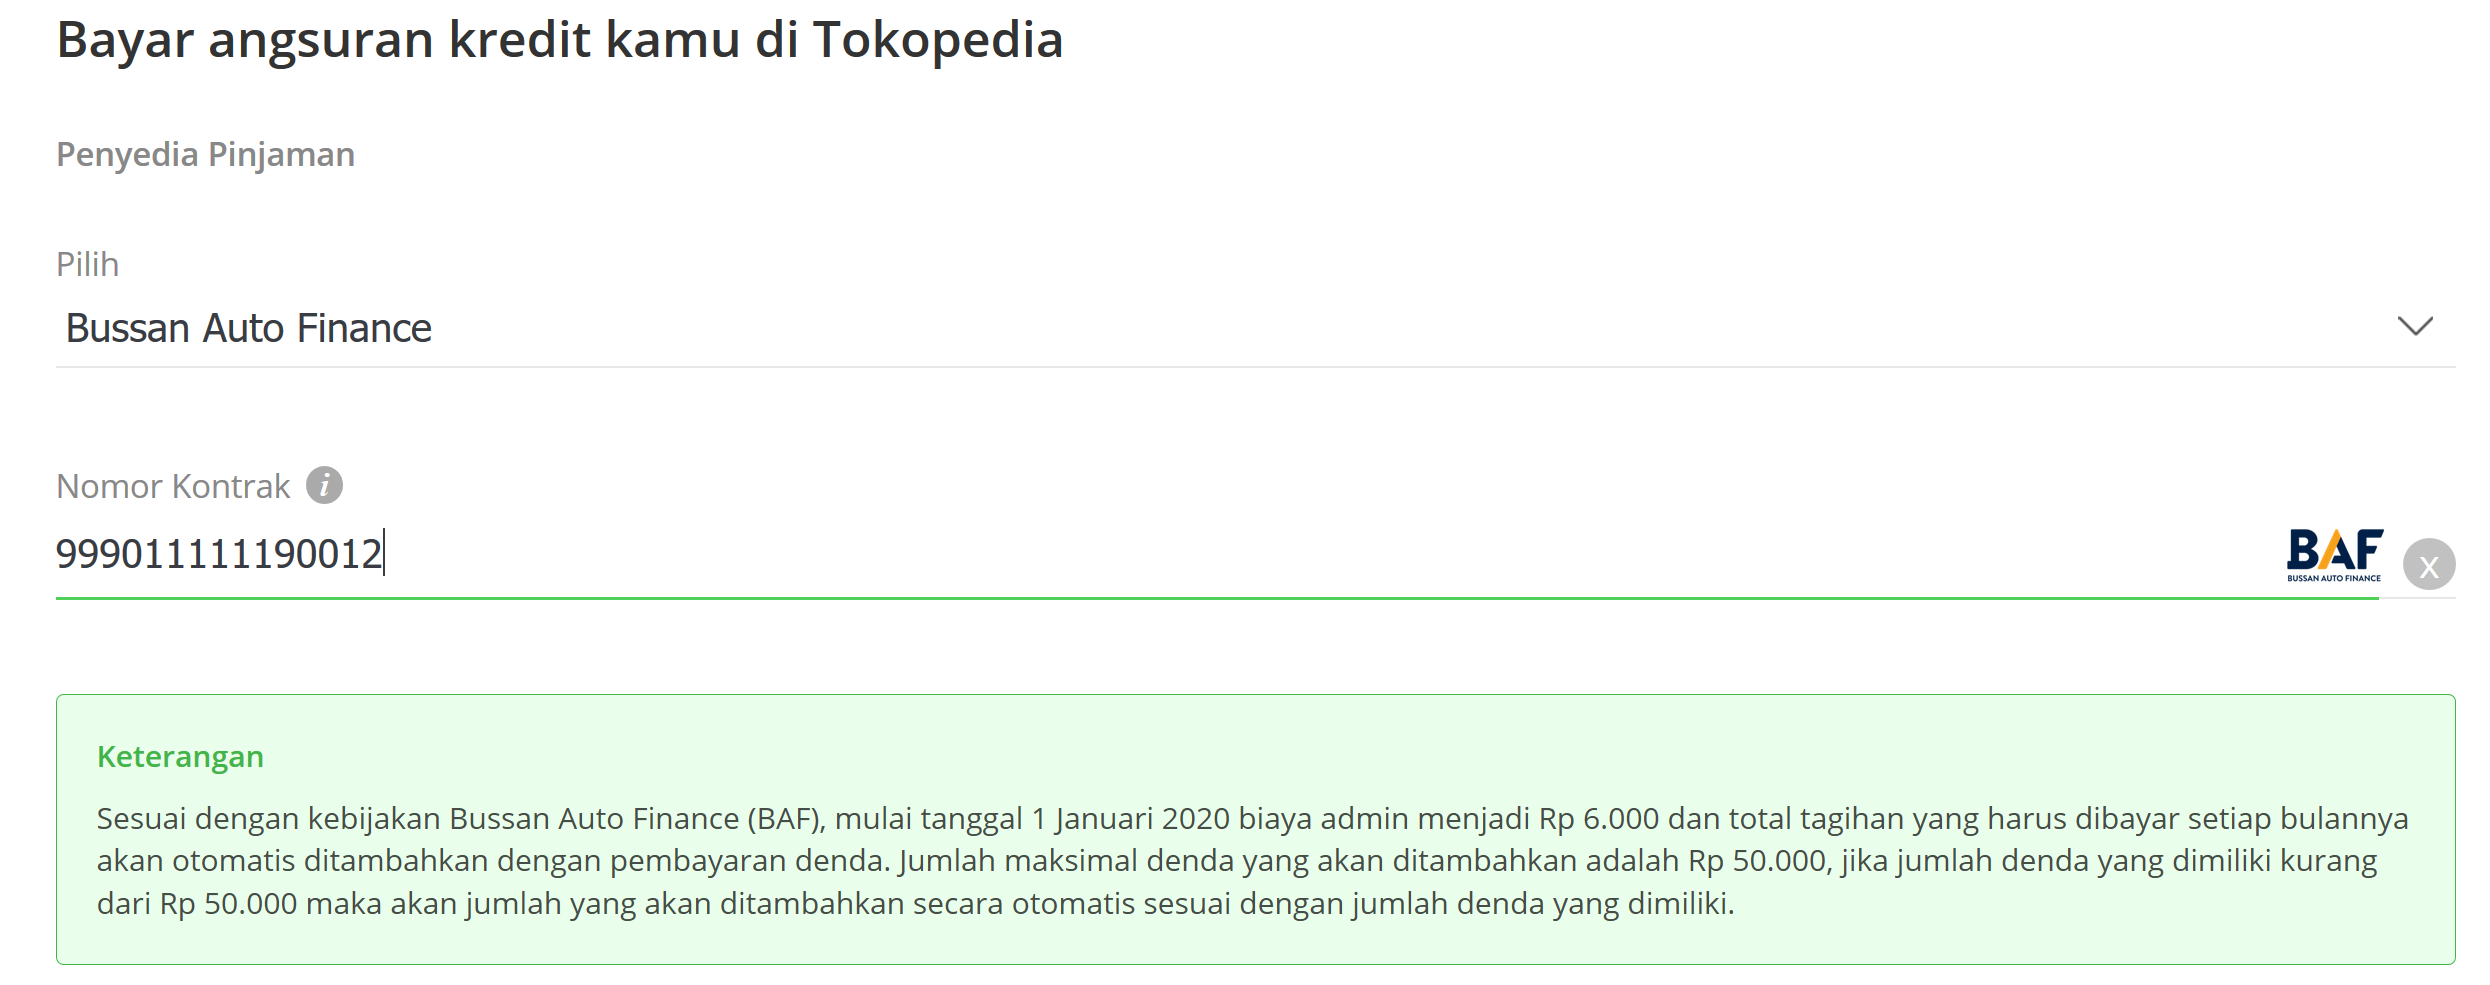 Bayar angsuran kredit kamu di Tokopedia
Penyedia Pinjaman
Pilih
Bussan Auto Finance
Nomor Kontrak i
999011111190012
BAF
BUSSAN AUTO FINANCE
x
Keterangan
Sesuai dengan kebijakan Bussan Auto Finance (BAF), mulai tanggal 1 Januari 2020 biaya admin menjadi Rp 6.000 dan total tagihan yang harus dibayar setiap bulannya
akan otomatis ditambahkan dengan pembayaran denda. Jumlah maksimal denda yang akan ditambahkan adalah Rp 50.000, jika jumlah denda yang dimiliki kurang
dari Rp 50.000 maka akan jumlah yang akan ditambahkan secara otomatis sesuai dengan jumlah denda yang dimiliki.